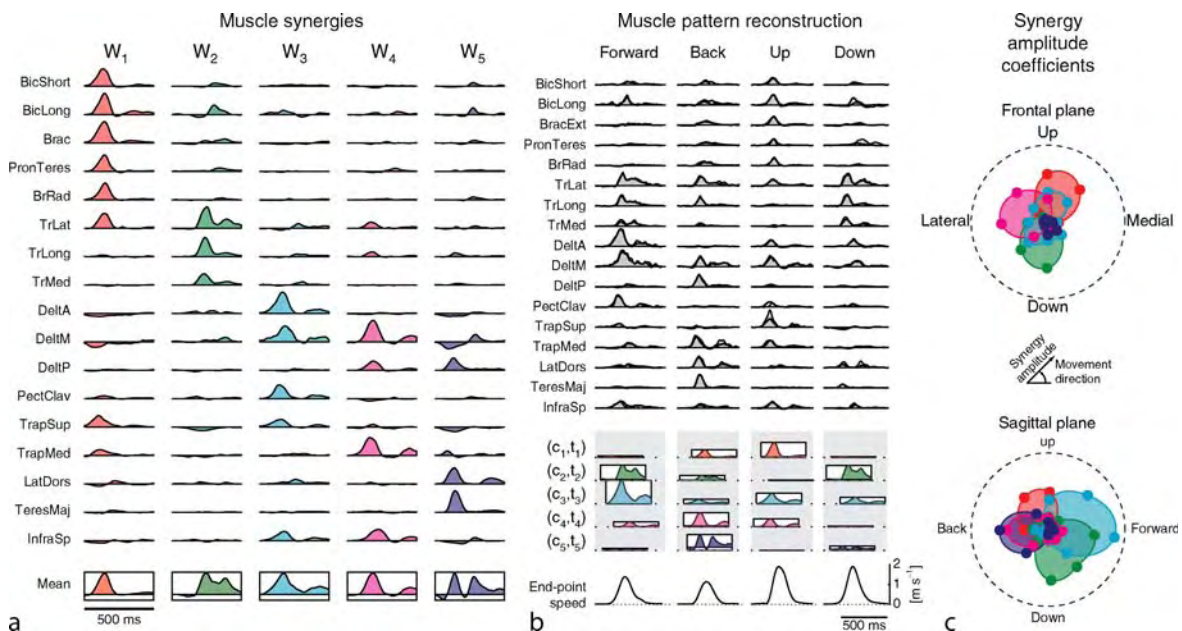 Muscle synergies
W1 W2 W3 W4 W5
BicShort
BicLong
Brac
PronTeres
BrRad
TrLat
TrLong
TrMed
DeltA
DeltM
DeltP
PectClav
TrapSup
TrapMed
LatDors
TeresMaj
InfraSp
Mean
500 ms
a
Muscle pattern reconstruction
Forward Back Up Down
BicShort
BicLong
BracExt
PronTeres
BrRad
TrLat
TrLong
TrMed
DeltA
DeltM
DeltP
PectClav
TrapSup
TrapMed
LatDors
TeresMaj
InfraSp
(c1,t1)
(c2,t2)
(c3,t3)
(c4,t4)
(c5,t5)
End-point
speed
2
1
0
[m s-1]
500 ms
b
Synergy
amplitude
coefficients
Frontal plane
Up
Lateral Medial
Down
Synergy
amplitude
Movement
direction
Sagittal plane
up
Back Forward
Down
c